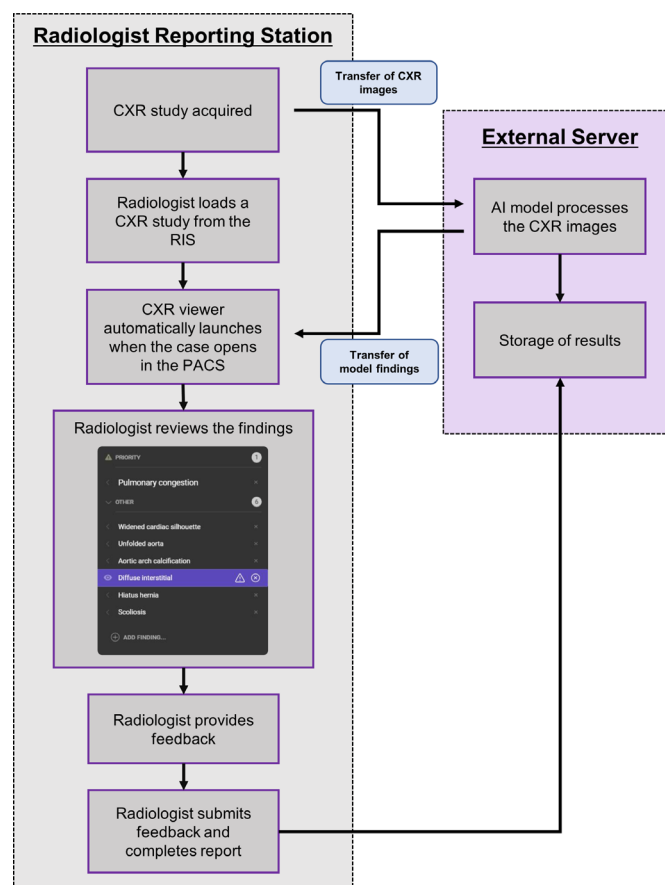 Radiologist Reporting Station
CXR study acquired
Transfer of CXR
images
External Server
AI model processes
the CXR images
Radiologist loads a
CXR study from the
RIS
CXR viewer
automatically launches
when the case opens
in the PACS
Transfer of
model findings
Storage of results
Radiologist reviews the findings
PRIORITY 1
Pulmonary congestion
OTHER 6
Widened cardiac silhouette
Unfolded aorta
Aortic arch calcification
Diffuse interstitial
Hiatus hernia
Scoliosis
ADD FINDING...
Radiologist provides
feedback
Radiologist submits
feedback and
completes report